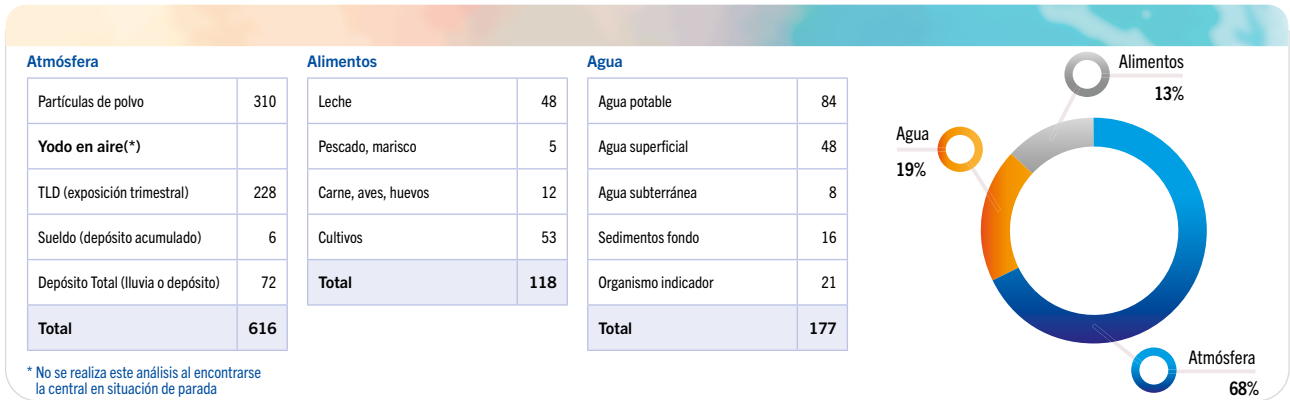 Atmósfera
Partículas de polvo 310
Yodo en aire(*)
TLD (exposición trimestral) 228
Sueldo (depósito acumulado) 6
Depósito Total (lluvia o depósito) 72
Total 616
* No se realiza este análisis al encontrarse
la central en situación de parada
Alimentos
Leche 48
Pescado, marisco 5
Carne, aves, huevos 12
Cultivos 53
Total 118
Agua
Agua potable 84
Agua superficial 48
Agua subterránea 8
Sedimentos fondo 16
Organismo indicador 21
Total 177
Alimentos
13%
Agua
19%
Atmósfera
68%